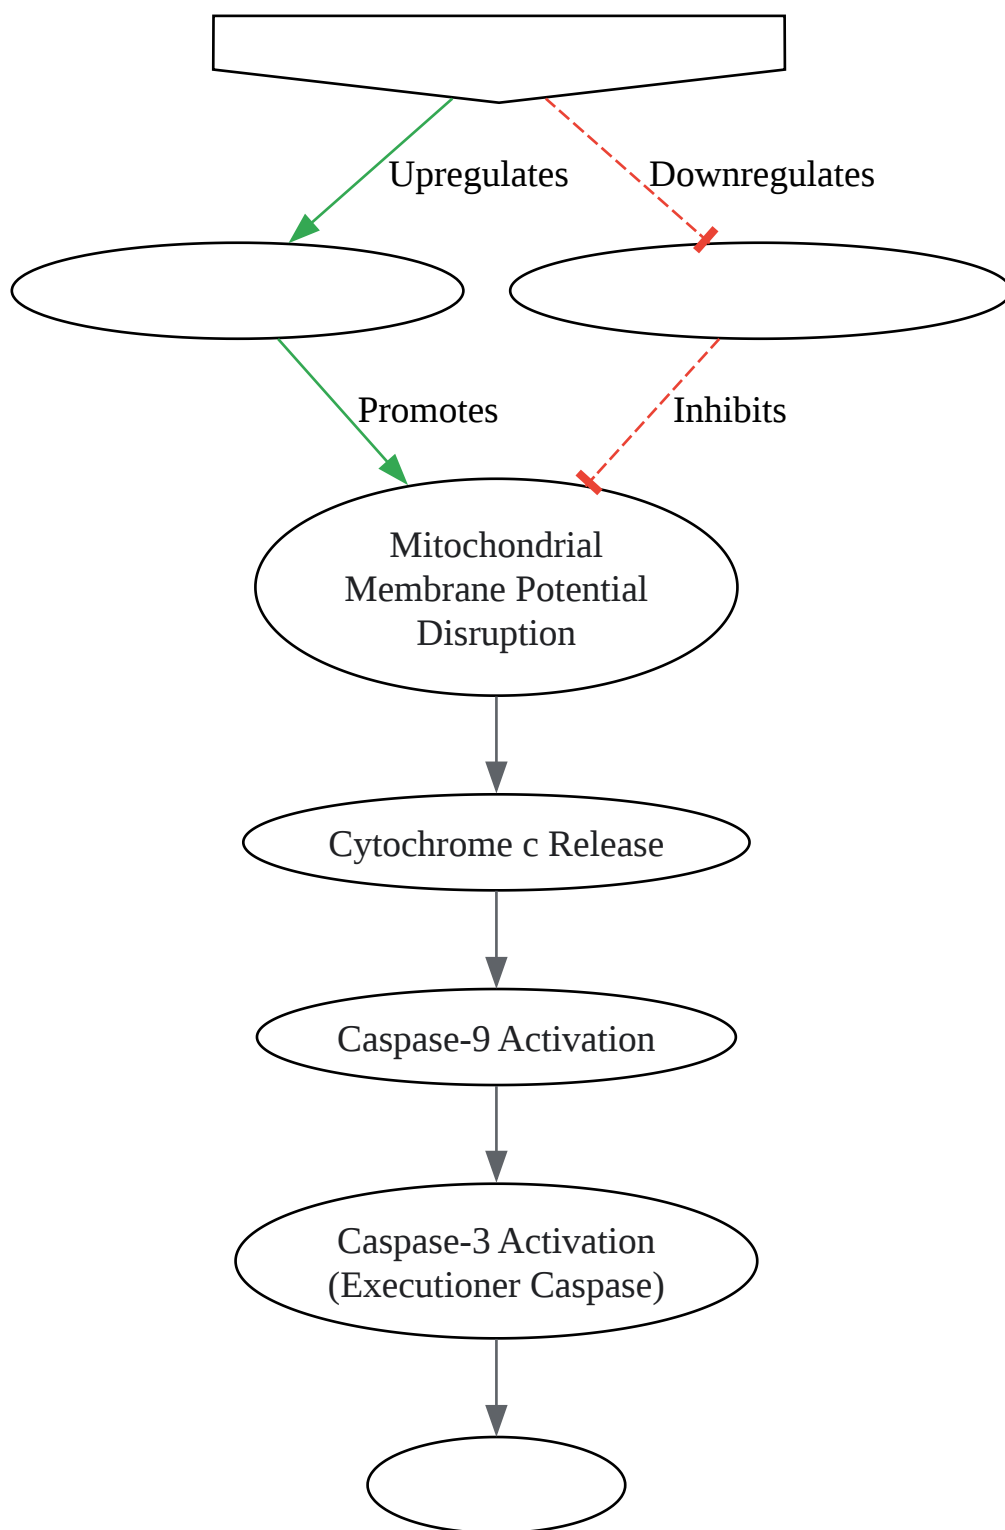 Upregulates
Downregulates
Promotes
Inhibits
Mitochondrial
Membrane Potential
Disruption
Cytochrome c Release
Caspase-9 Activation
Caspase-3 Activation
(Executioner Caspase)